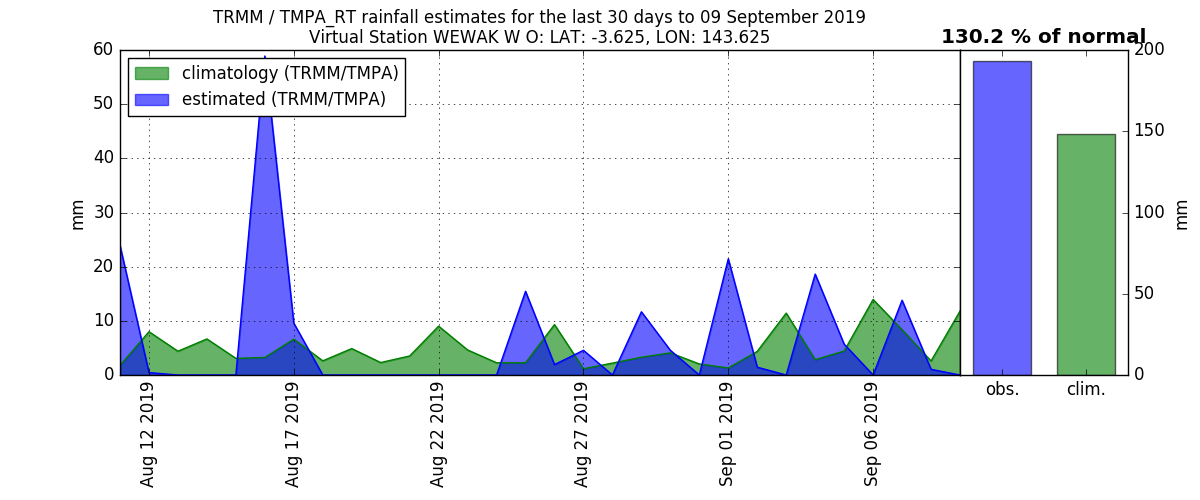 TRMM / TMPA_RT rainfall estimates for the last 30 days to 09 September 2019
Virtual Station WEWAK W O: LAT: -3.625, LON: 143.625
130.2 % of normal
climatology (TRMM/TMPA)
estimated (TRMM/TMPA)
60
50
40
30
20
10
0
mm
Aug 12 2019
Aug 17 2019
Aug 22 2019
Aug 27 2019
Sep 01 2019
Sep 06 2019
obs.
clim.
200
150
100
50
0
mm